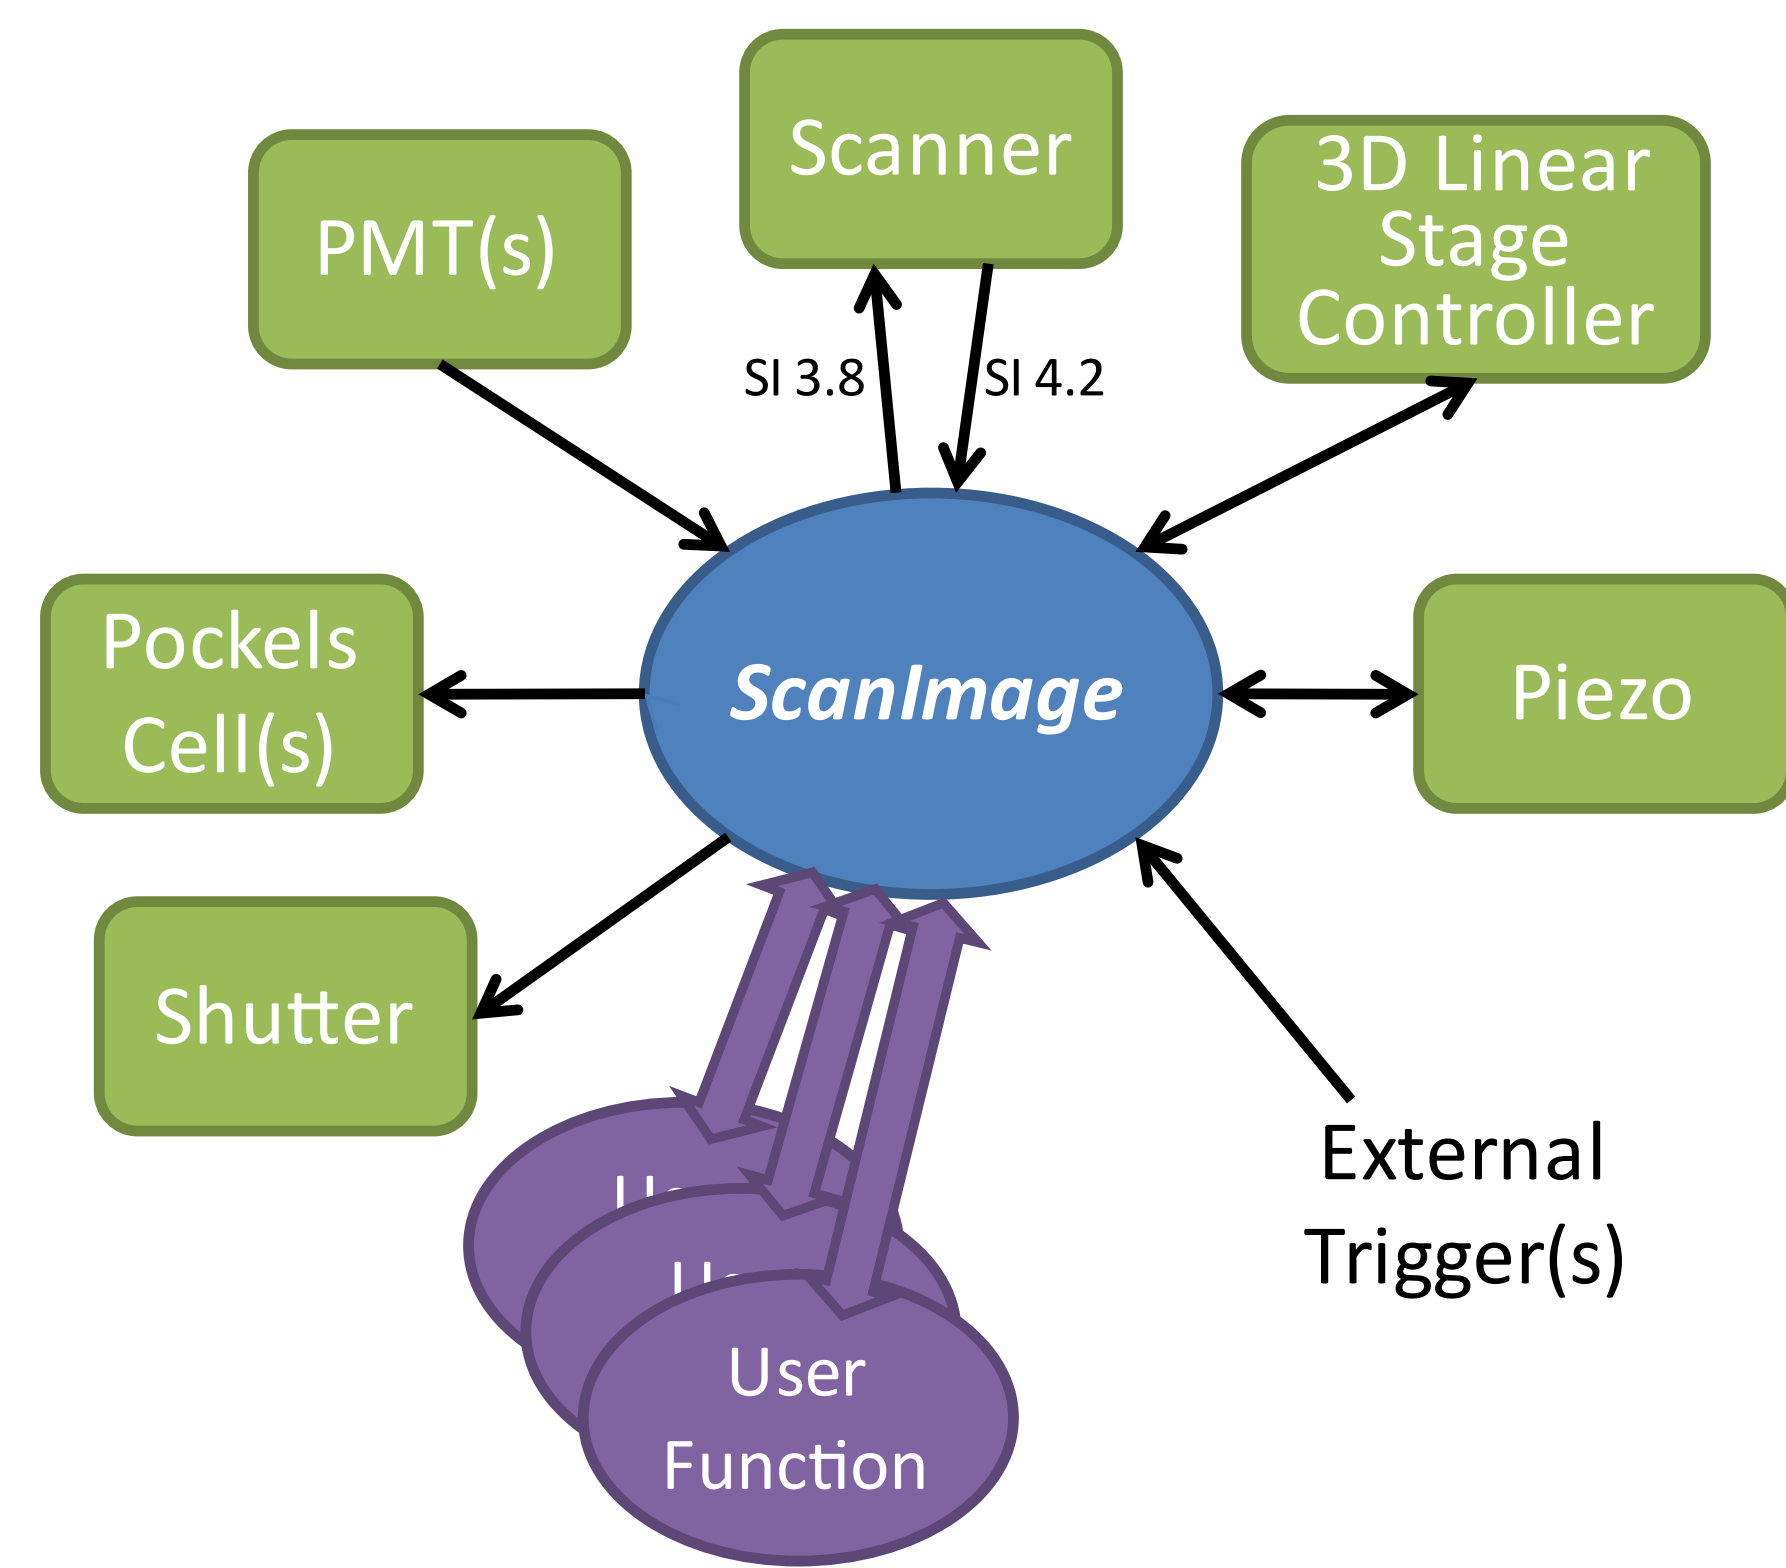 Scanner
3D Linear
Stage
Controller
PMT(s)
SI 3.8
SI 4.2
Pockels
Cell(s)
ScanImage
Piezo
Shutter
External
Trigger(s)
User
Function